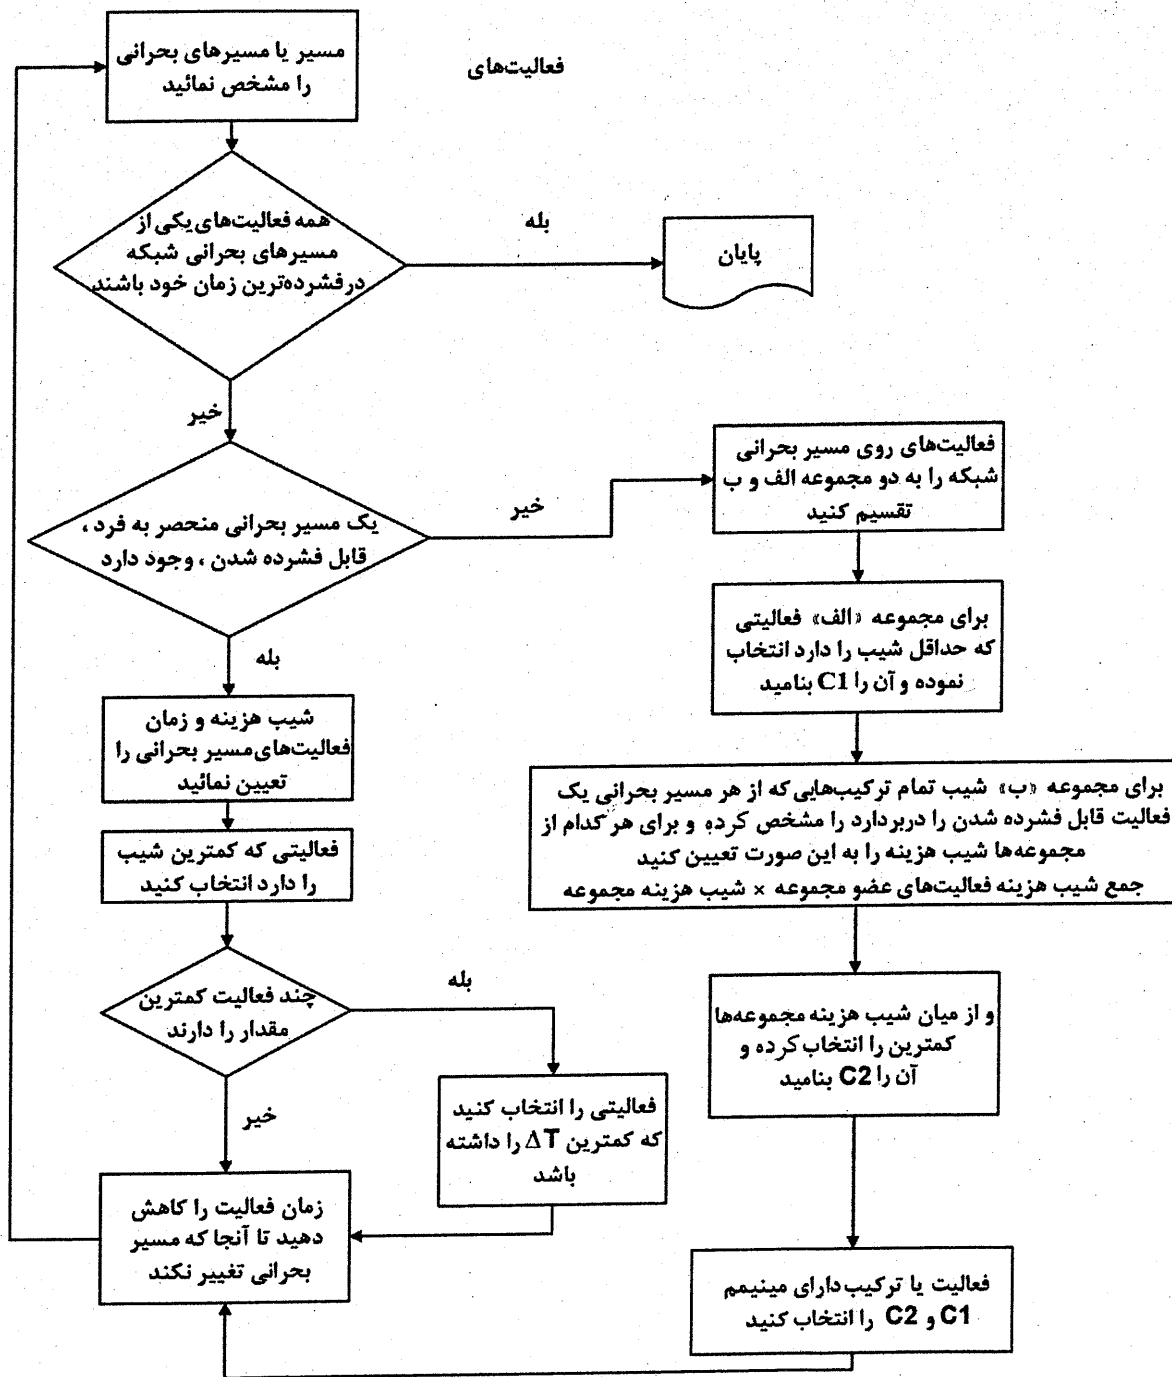 مسیر یا مسیرهای بحرانی
را مشخص نمائید
فعالیت‌های
همه فعالیت‌های یکی از
مسیرهای بحرانی شبکه
درفشرده‌ترین زمان خود باشند
بله
پایان
خیر
یک مسیر بحرانی منحصر به فرد ،
قابل فشرده شدن ، وجود دارد
خیر
فعالیت‌های روی مسیر بحرانی
شبکه را به دو مجموعه الف و ب
تقسیم کنید
برای مجموعه «الف» فعالیتی
که حداقل شیب را دارد انتخاب
نموده و آن را C1 بنامید
برای مجموعه «ب» شیب تمام ترکیب‌هایی که از هر مسیر بحرانی یک
فعالیت قابل فشرده شدن را دربردارد را مشخص کرده و برای هر کدام از
مجموعه‌ها شیب هزینه را به این صورت تعیین کنید
جمع شیب هزینه فعالیت‌های عضو مجموعه × شیب هزینه مجموعه
و از میان شیب هزینه مجموعه‌ها
کمترین را انتخاب کرده و
آن را C2 بنامید
فعالیت یا ترکیب دارای مینیمم
C1 و C2 را انتخاب کنید
بله
شیب هزینه و زمان
فعالیت‌های مسیر بحرانی را
تعیین نمائید
فعالیتی که کمترین شیب
را دارد انتخاب کنید
چند فعالیت کمترین
مقدار را دارند
بله
فعالیتی را انتخاب کنید
که کمترین ΔT را داشته
باشد
خیر
زمان فعالیت را کاهش
دهید تا آنجا که مسیر
بحرانی تغییر نکند